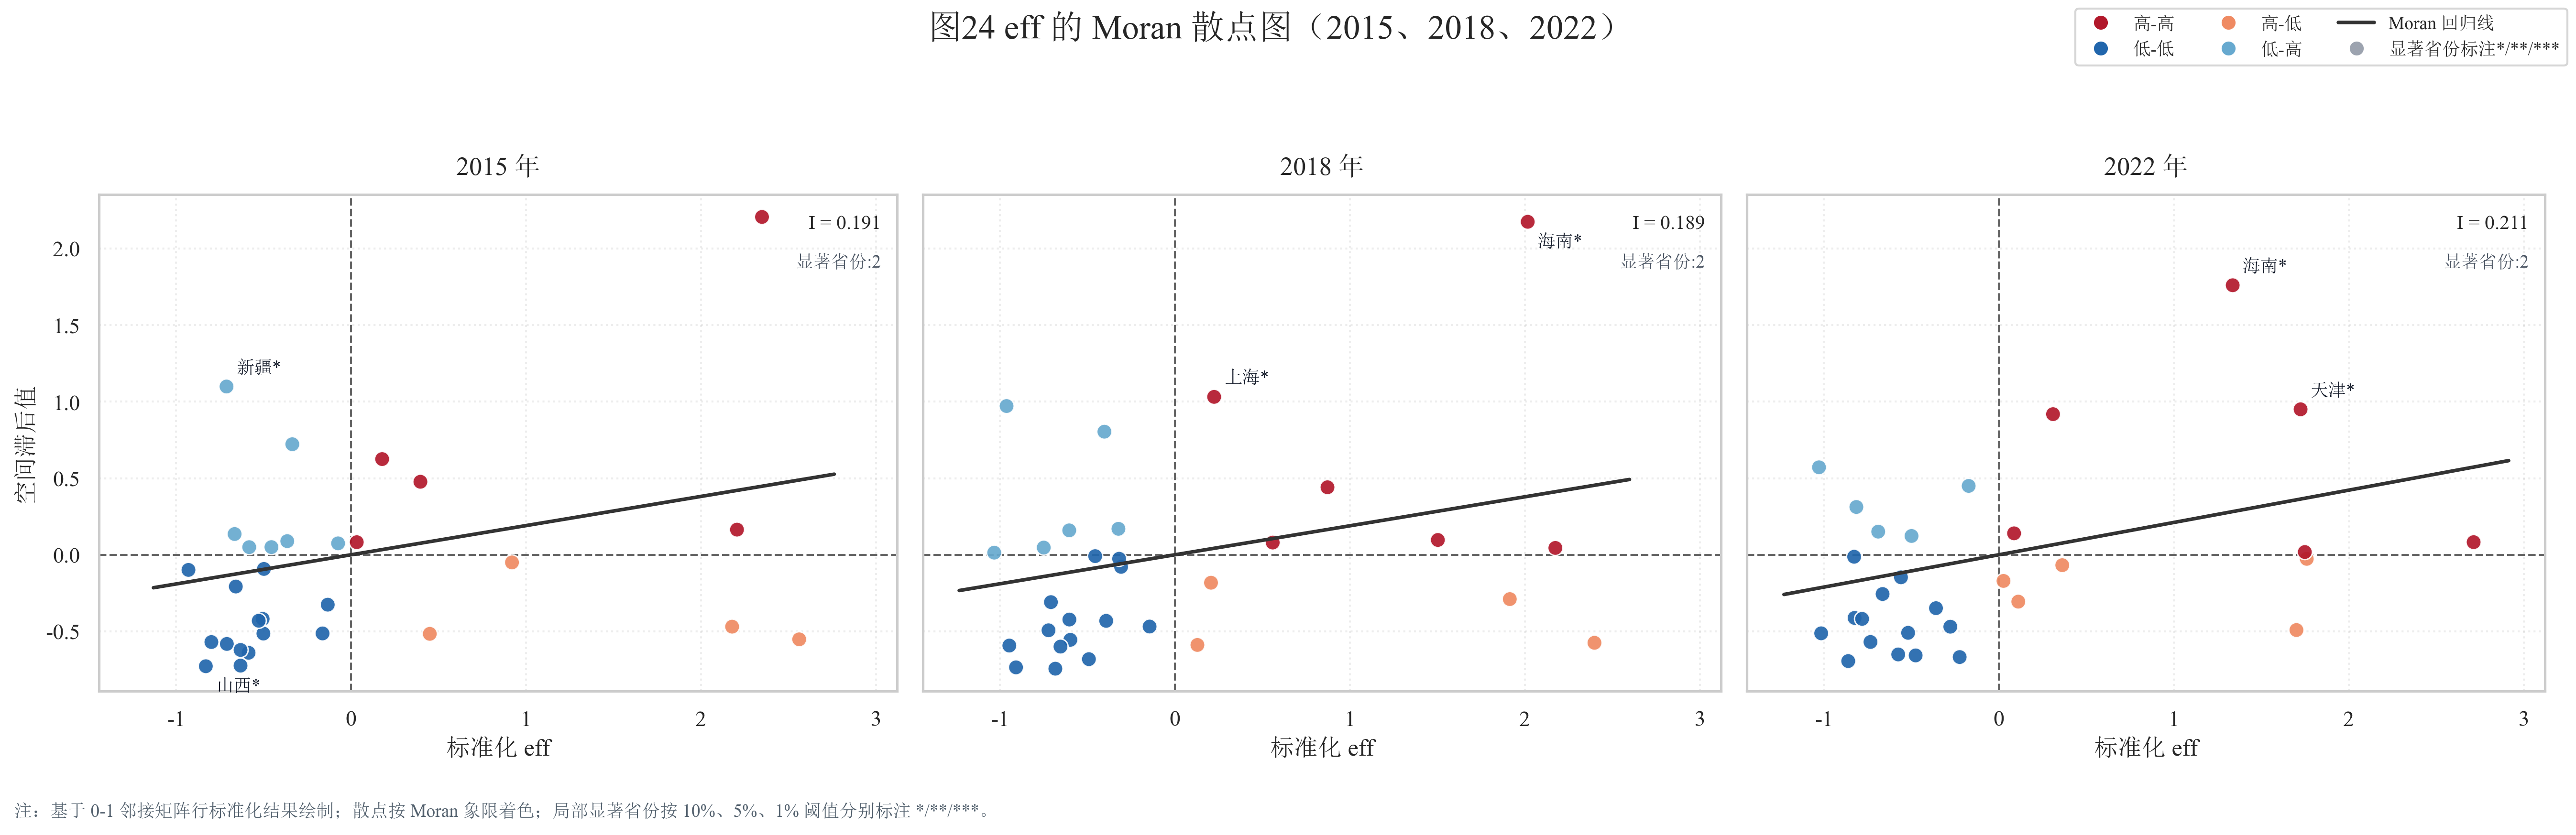 图24 eff 的 Moran 散点图（2015、2018、2022）
高-高
高-低
Moran 回归线
低-低
低-高
显著省份标注*/**/***
2015 年
2018 年
2022 年
I = 0.191
显著省份:2
新疆*
山西*
I = 0.189
显著省份:2
海南*
上海*
I = 0.211
显著省份:2
海南*
天津*
空间滞后值
2.0
1.5
1.0
0.5
0.0
-0.5
-1 0 1 2 3
-1 0 1 2 3
-1 0 1 2 3
标准化 eff
标准化 eff
标准化 eff
注：基于 0-1 邻接矩阵行标准化结果绘制；散点按 Moran 象限着色；局部显著省份按 10%、5%、1% 阈值分别标注 */**/***。